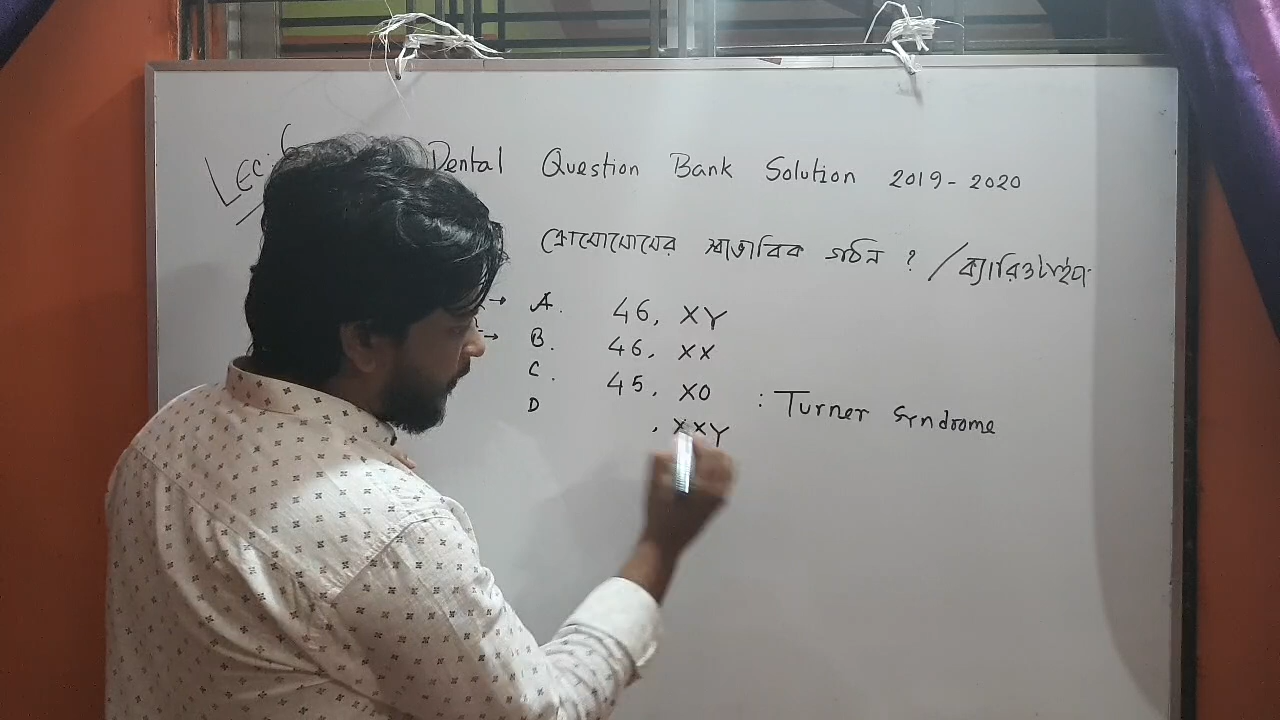 Lec: 6 Dental Question Bank Solution 2019-2020
ক্রোমোসোমের স্বাভাবিক গঠন ? / ক্যারিওটাইপ
→ A. 46, XY
→ B. 46, XX
C. 45, XO : Turner Syndrome
D , XXY